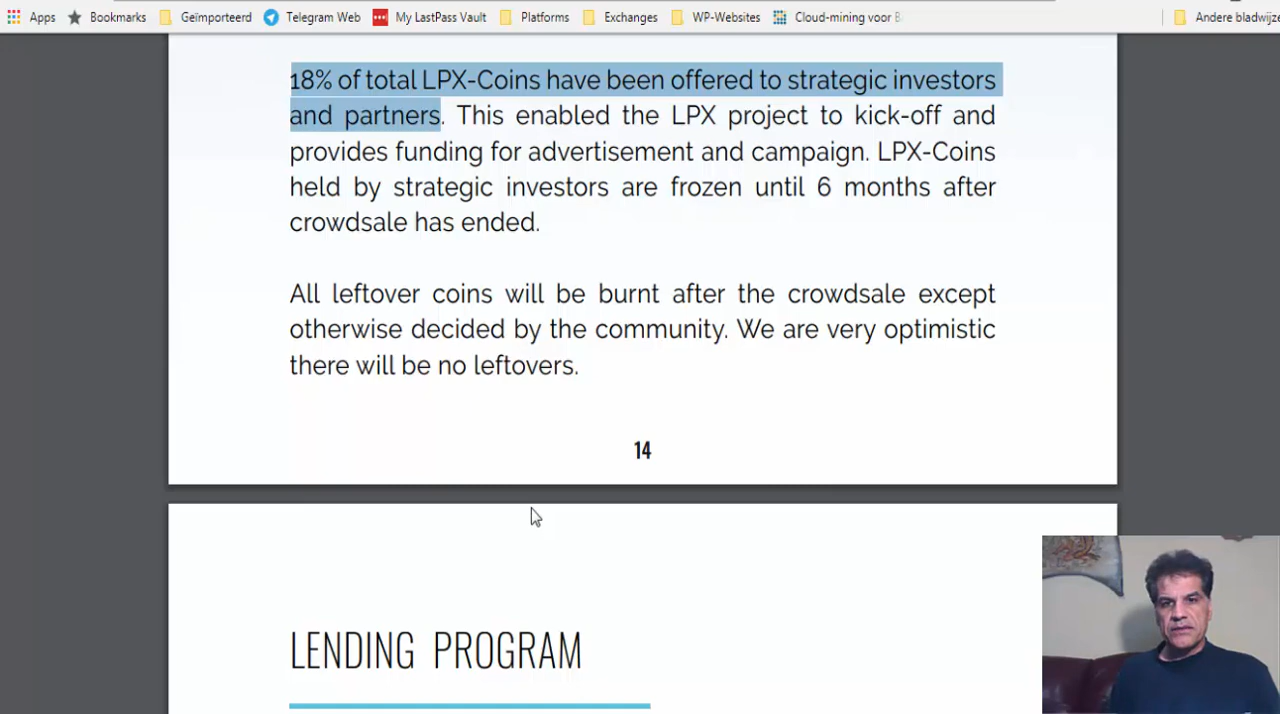 Apps Bookmarks Geïmporteerd Telegram Web My LastPass Vault Platforms Exchanges WP-Websites Cloud-mining voor B Andere bladwijze
18% of total LPX-Coins have been offered to strategic investors
and partners. This enabled the LPX project to kick-off and
provides funding for advertisement and campaign. LPX-Coins
held by strategic investors are frozen until 6 months after
crowdsale has ended.
All leftover coins will be burnt after the crowdsale except
otherwise decided by the community. We are very optimistic
there will be no leftovers.
14
LENDING PROGRAM